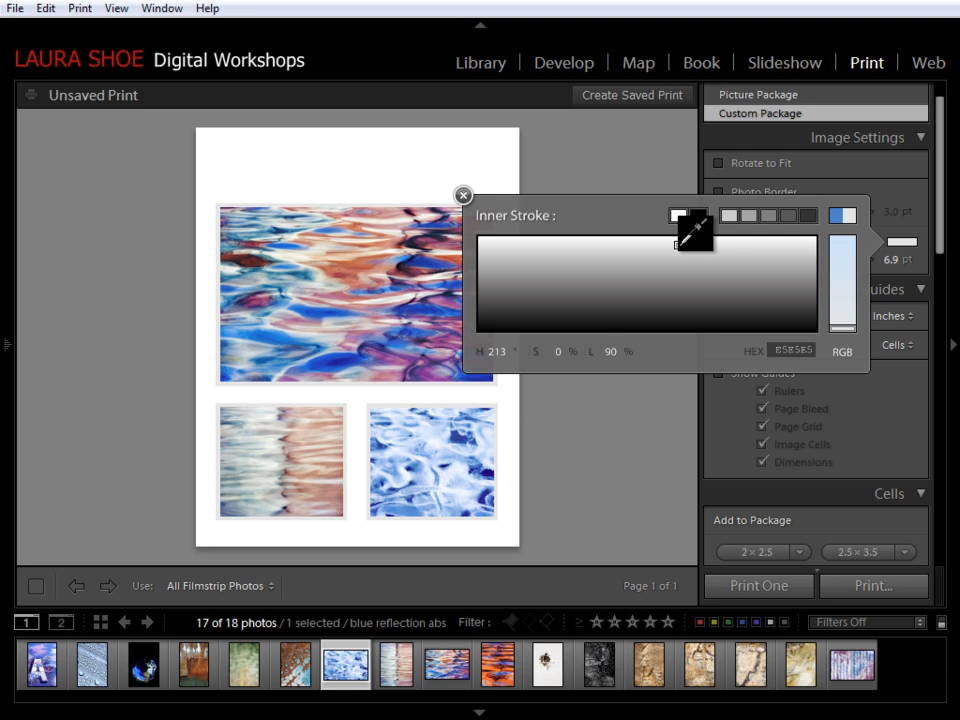 File Edit Print View Window Help
LAURA SHOE Digital Workshops
Library Develop Map Book Slideshow Print Web
Unsaved Print
Create Saved Print
Picture Package
Custom Package
Image Settings
Rotate to Fit
Photo Border
3.0 pt
Inner Stroke :
6.9 pt
uides
Inches
H 213 ° S 0 % L 90 %
HEX E5E5E5
RGB
Cells
Show Guides
Rulers
Page Bleed
Page Grid
Image Cells
Dimensions
Cells
Add to Package
2 × 2.5
2.5 × 3.5
Use: All Filmstrip Photos
Page 1 of 1
Print One
Print...
1 2
17 of 18 photos / 1 selected / blue reflection abs
Filter :
≥
Filters Off